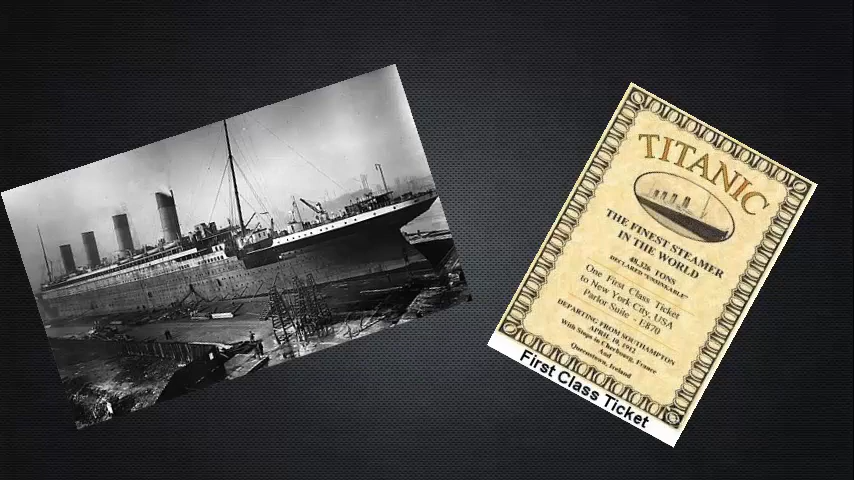 TITANIC
THE FINEST STEAMER
IN THE WORLD
TONS
DECLARED "UNSINKABLE"
One First Class Ticket
to New York City, USA
Parlor Suite - £870
DEPARTING FROM SOUTHAMPTON
APRIL 10, 1912
With Stops in Cherbourg, France
And
Queenstown, Ireland
First Class Ticket